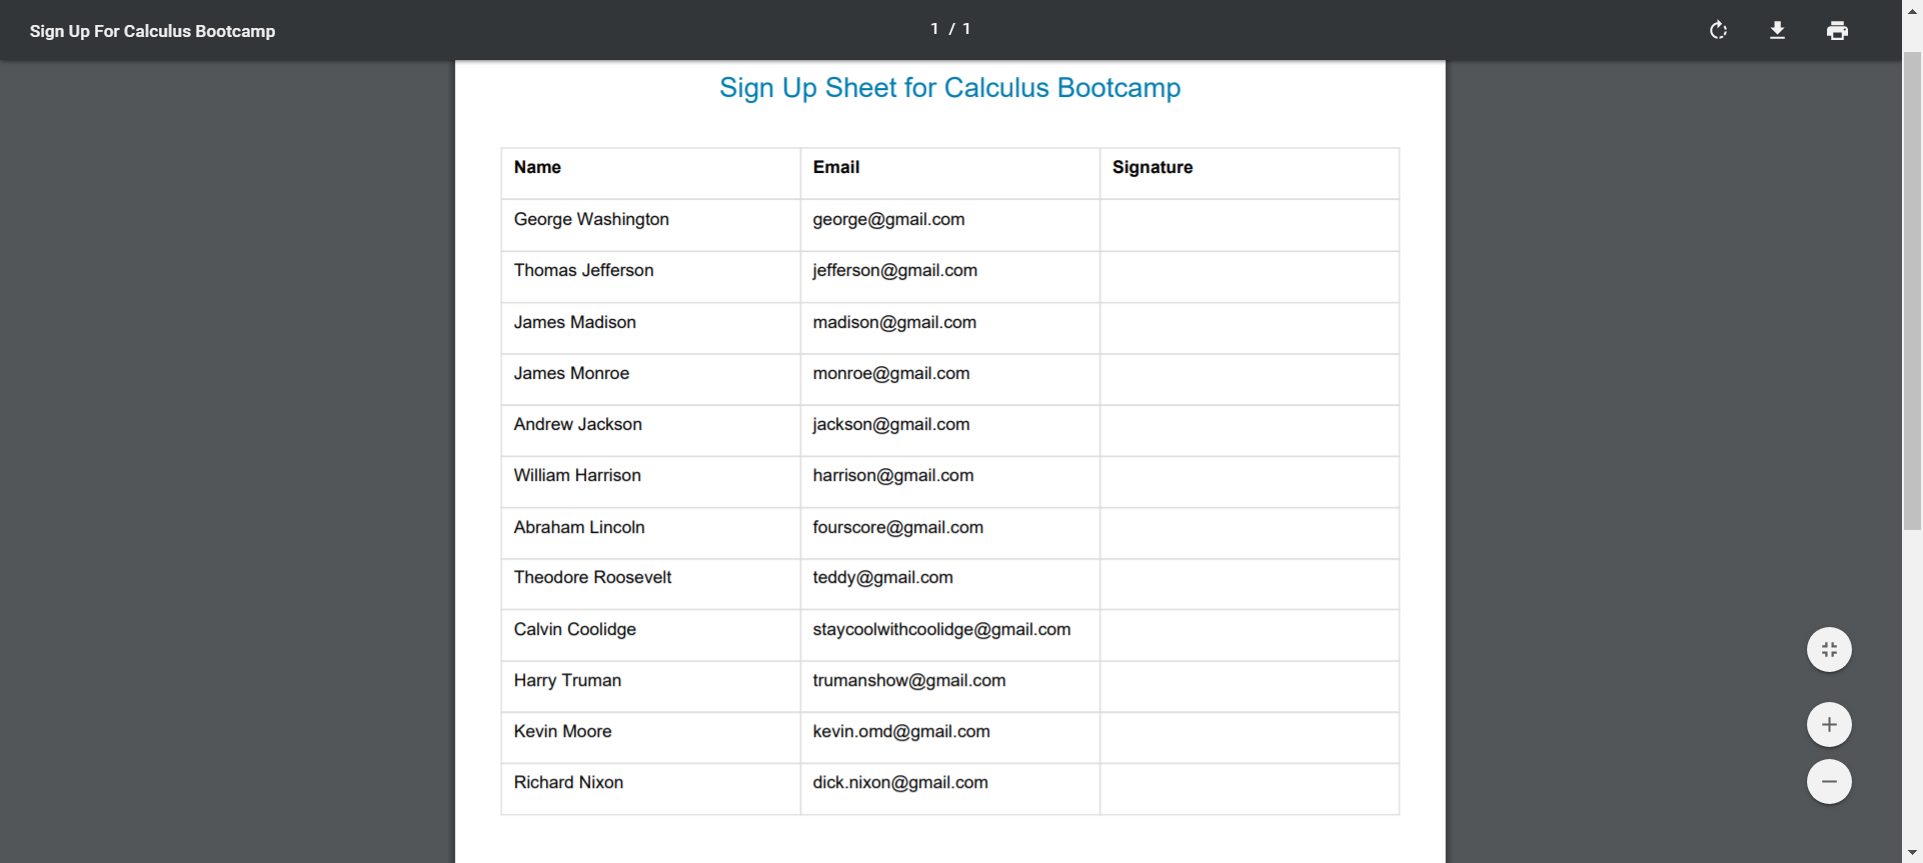 Sign Up For Calculus Bootcamp
1 / 1
Sign Up Sheet for Calculus Bootcamp
Name Email Signature
George Washington george@gmail.com
Thomas Jefferson jefferson@gmail.com
James Madison madison@gmail.com
James Monroe monroe@gmail.com
Andrew Jackson jackson@gmail.com
William Harrison harrison@gmail.com
Abraham Lincoln fourscore@gmail.com
Theodore Roosevelt teddy@gmail.com
Calvin Coolidge staycoolwithcoolidge@gmail.com
Harry Truman trumanshow@gmail.com
Kevin Moore kevin.omd@gmail.com
Richard Nixon dick.nixon@gmail.com